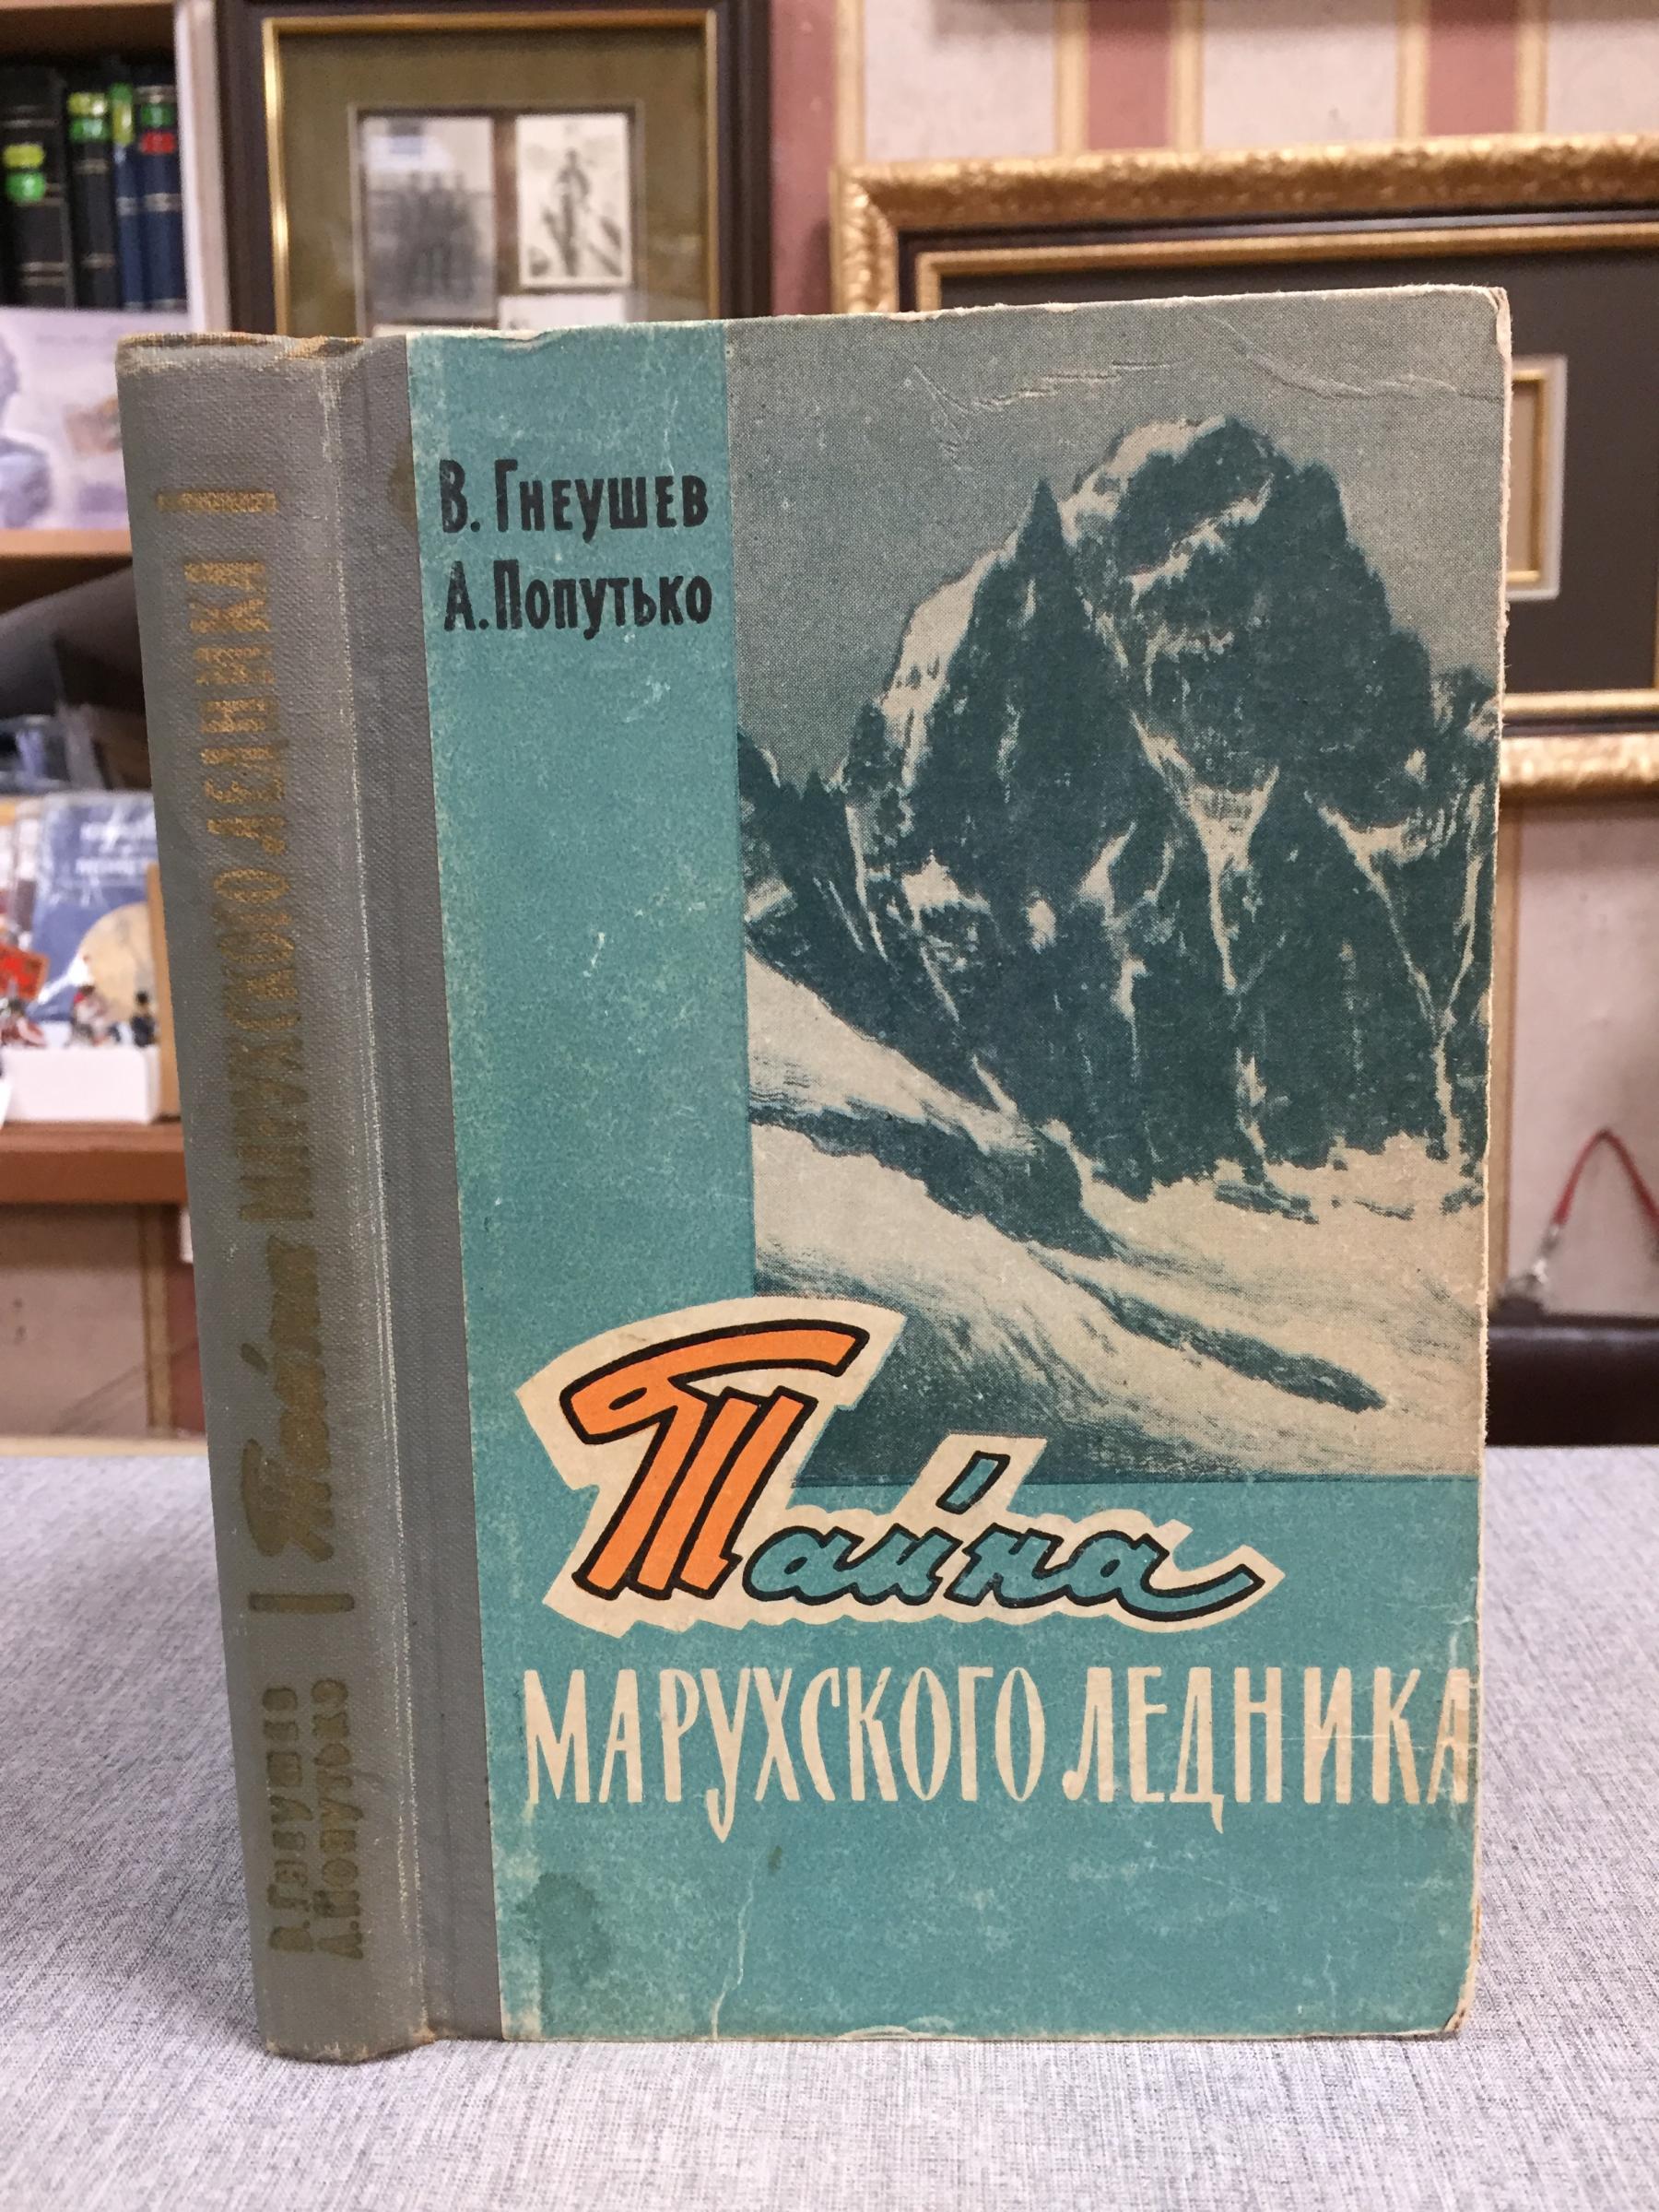 В. Гнеушев
А. Попутько
Тайна
МАРУХСКОГО ЛЕДНИКА
В. Гнеушев
А. Попутько
Тайна МАРУХСКОГО ЛЕДНИКА